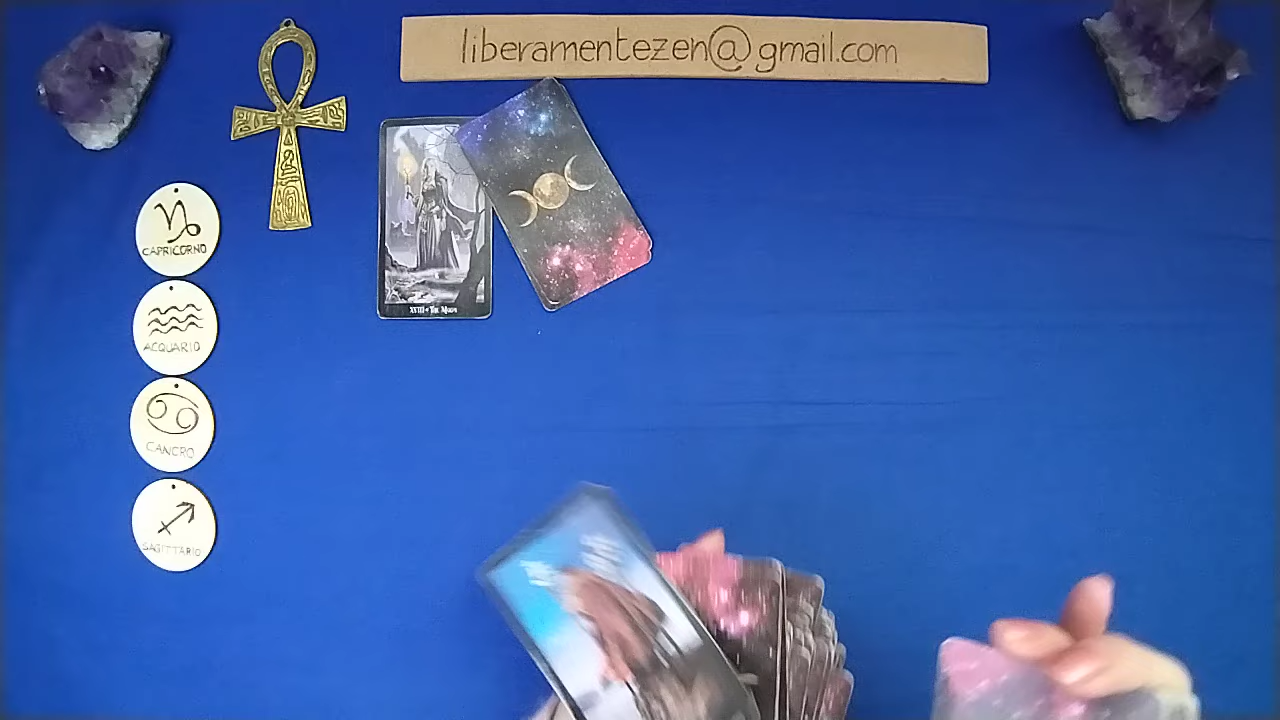 liberamentezen@gmail.com
CAPRICORNO
ACQUARIO
CANCRO
SAGITTARIO
XVIII • The Moon